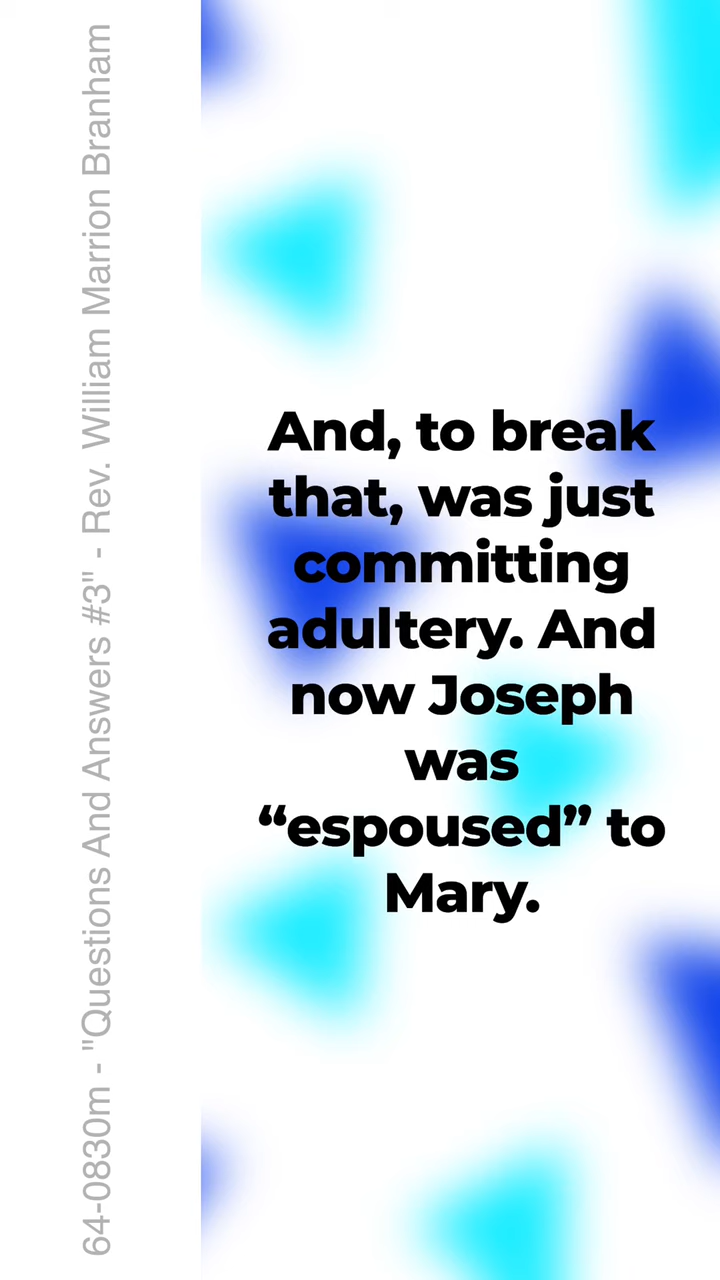 64-0830m - "Questions And Answers #3" - Rev. William Marrion Branham
And, to break
that, was just
committing
adultery. And
now Joseph
was
“espoused” to
Mary.